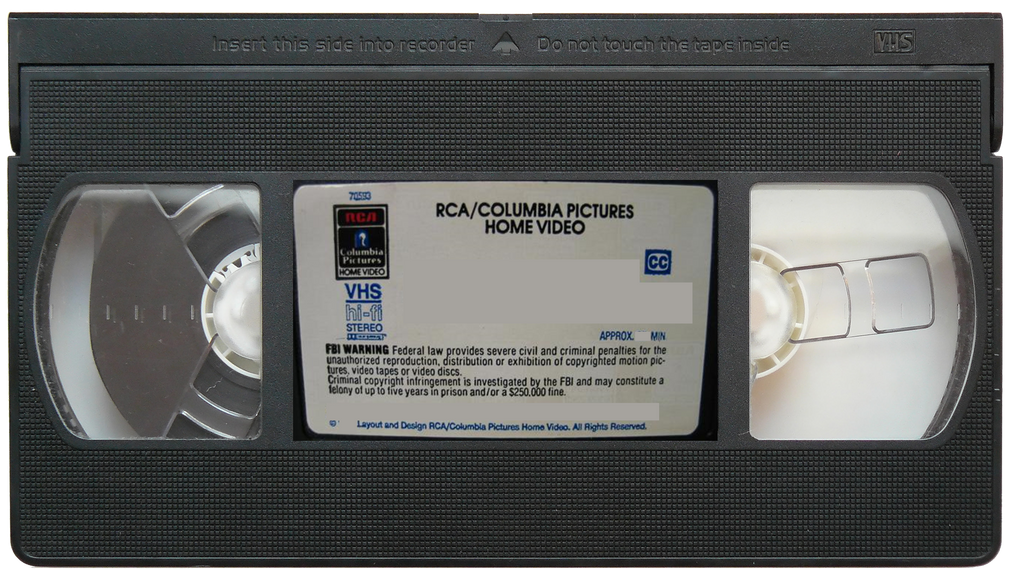 Insert this side into recorder Do not touch the tape inside VHS
70593
RCA
Columbia
Pictures
HOME VIDEO
RCA/COLUMBIA PICTURES
HOME VIDEO
CC
VHS
hi-fi
STEREO
APPROX. MIN
FBI WARNING Federal law provides severe civil and criminal penalties for the
unauthorized reproduction, distribution or exhibition of copyrighted motion pic-
tures, video tapes or video discs.
Criminal copyright infringement is investigated by the FBI and may constitute a
felony of up to five years in prison and/or a $250,000 fine.
Layout and Design RCA/Columbia Pictures Home Video. All Rights Reserved.